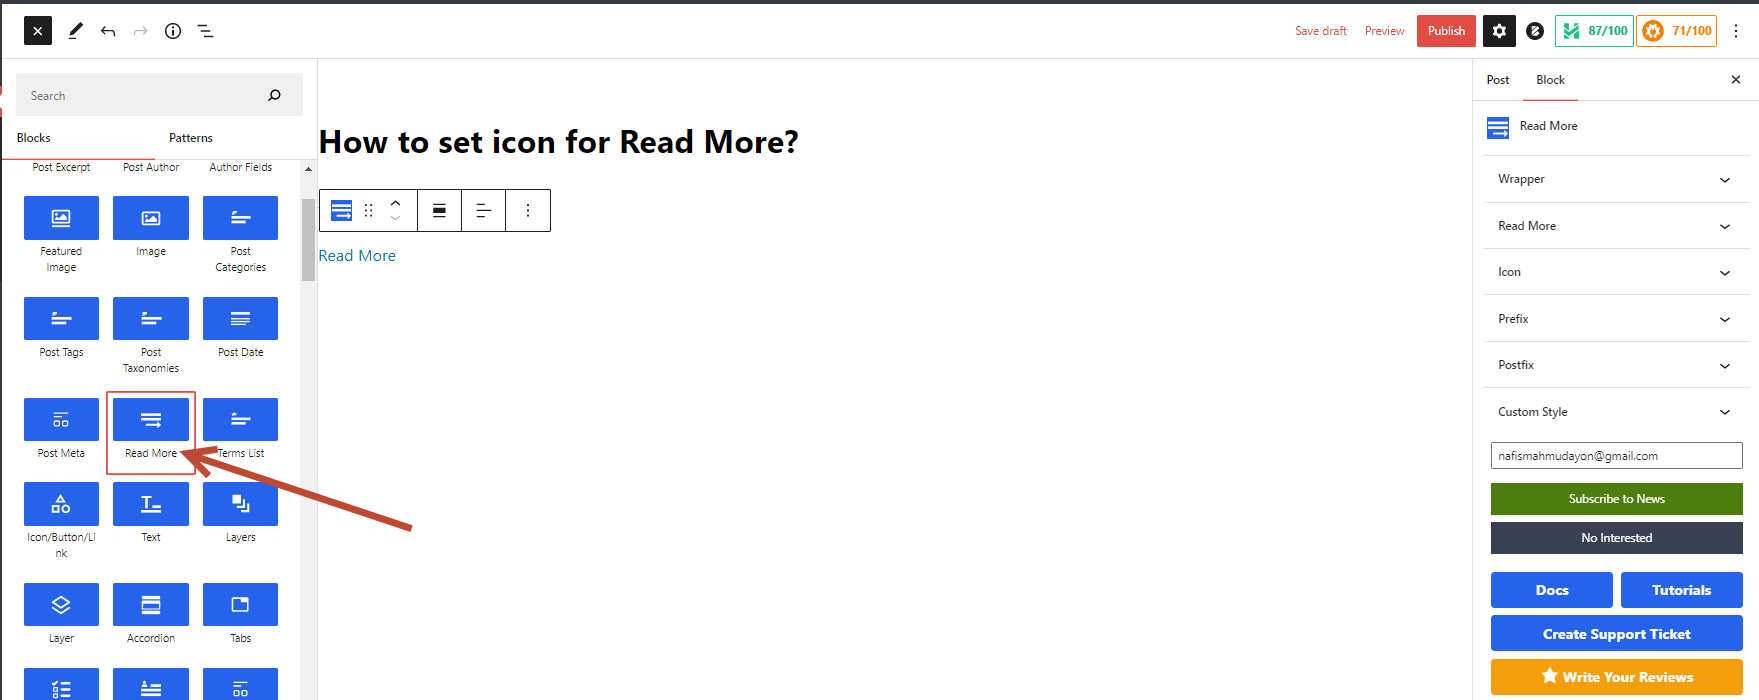 Save draft
Preview
Publish
87/100
71/100
Search
Blocks
Patterns
Post Excerpt
Post Author
Author Fields
Featured
Image
Image
Post
Categories
Post Tags
Post
Taxonomies
Post Date
Post Meta
Read More
Terms List
Icon/Button/Li
nk
Text
Layers
Layer
Accordion
Tabs
How to set icon for Read More?
Read More
Post
Block
Read More
Wrapper
Read More
Icon
Prefix
Postfix
Custom Style
nafismahmudayon@gmail.com
Subscribe to News
No Interested
Docs
Tutorials
Create Support Ticket
Write Your Reviews